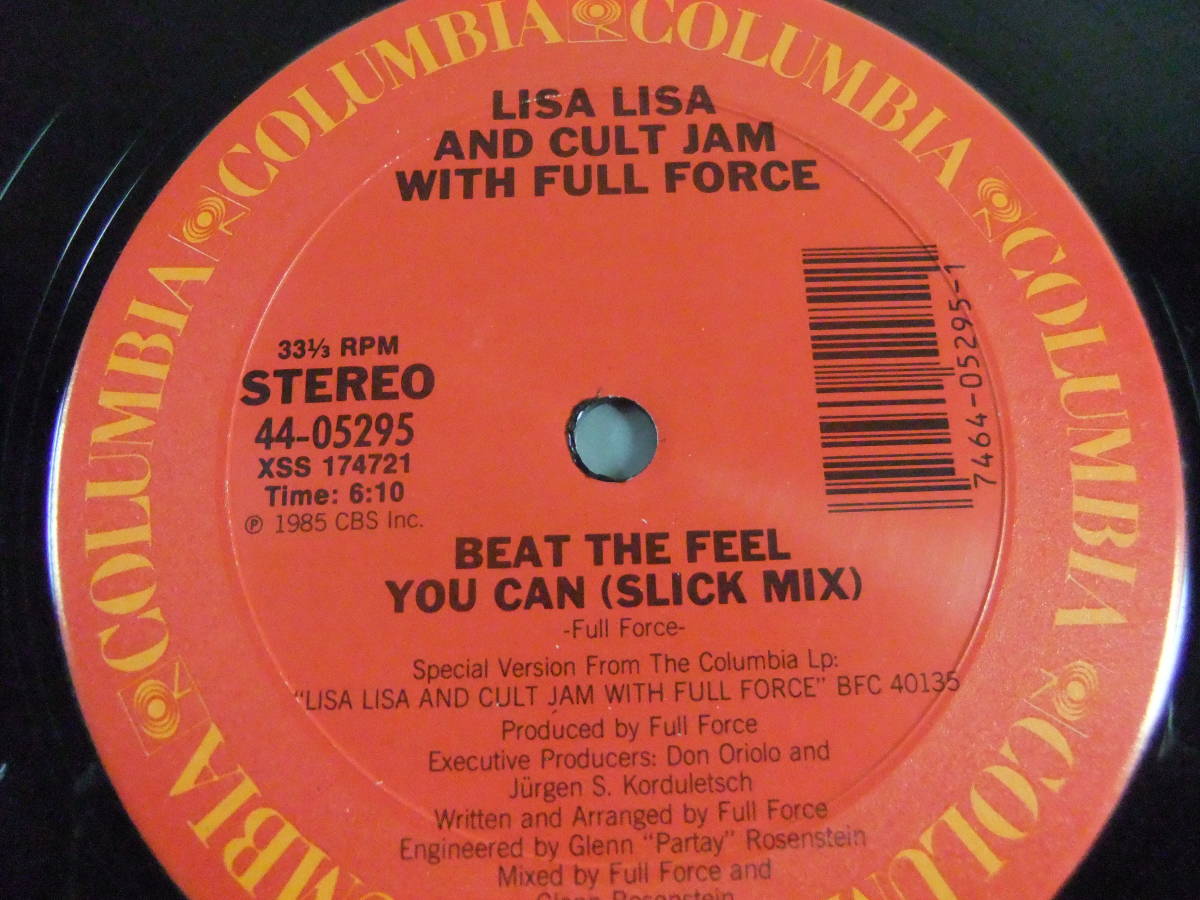 COLUMBIA COLUMBIA COLUMBIA COLUMBIA COLUMBIA
LISA LISA
AND CULT JAM
WITH FULL FORCE
33⅓ RPM
STEREO
44-05295
XSS 174721
Time: 6:10
℗ 1985 CBS Inc.
7464-05295-1
BEAT THE FEEL
YOU CAN (SLICK MIX)
-Full Force-
Special Version From The Columbia Lp:
"LISA LISA AND CULT JAM WITH FULL FORCE" BFC 40135
Produced by Full Force
Executive Producers: Don Oriolo and
Jürgen S. Korduletsch
Written and Arranged by Full Force
Engineered by Glenn "Partay" Rosenstein
Mixed by Full Force and
Glenn Rosenstein